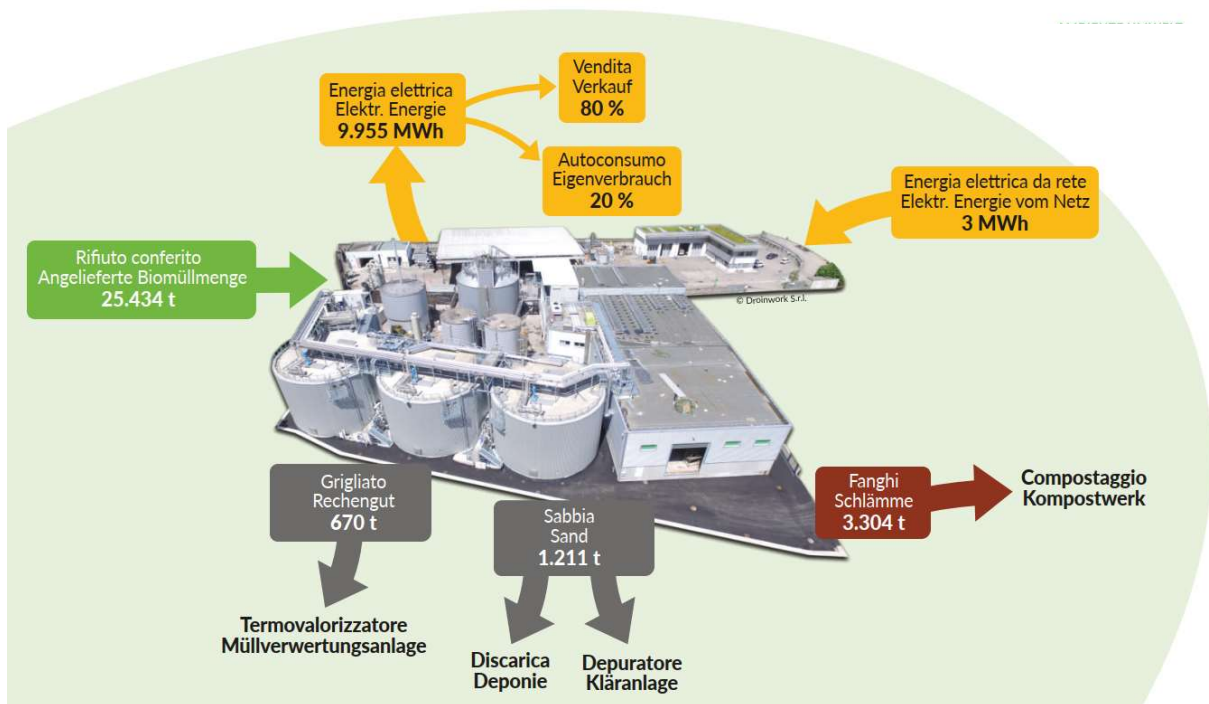 Energia elettrica
Elektr. Energie
9.955 MWh
Vendita
Verkauf
80 %
Autoconsumo
Eigenverbrauch
20 %
Energia elettrica da rete
Elektr. Energie vom Netz
3 MWh
Rifiuto conferito
Angelieferte Biomüllmenge
25.434 t
© Droinwork S.r.l.
Grigliato
Rechengut
670 t
Sabbia
Sand
1.211 t
Fanghi
Schlämme
3.304 t
Compostaggio
Kompostwerk
Termovalorizzatore
Müllverwertungsanlage
Discarica
Deponie
Depuratore
Kläranlage